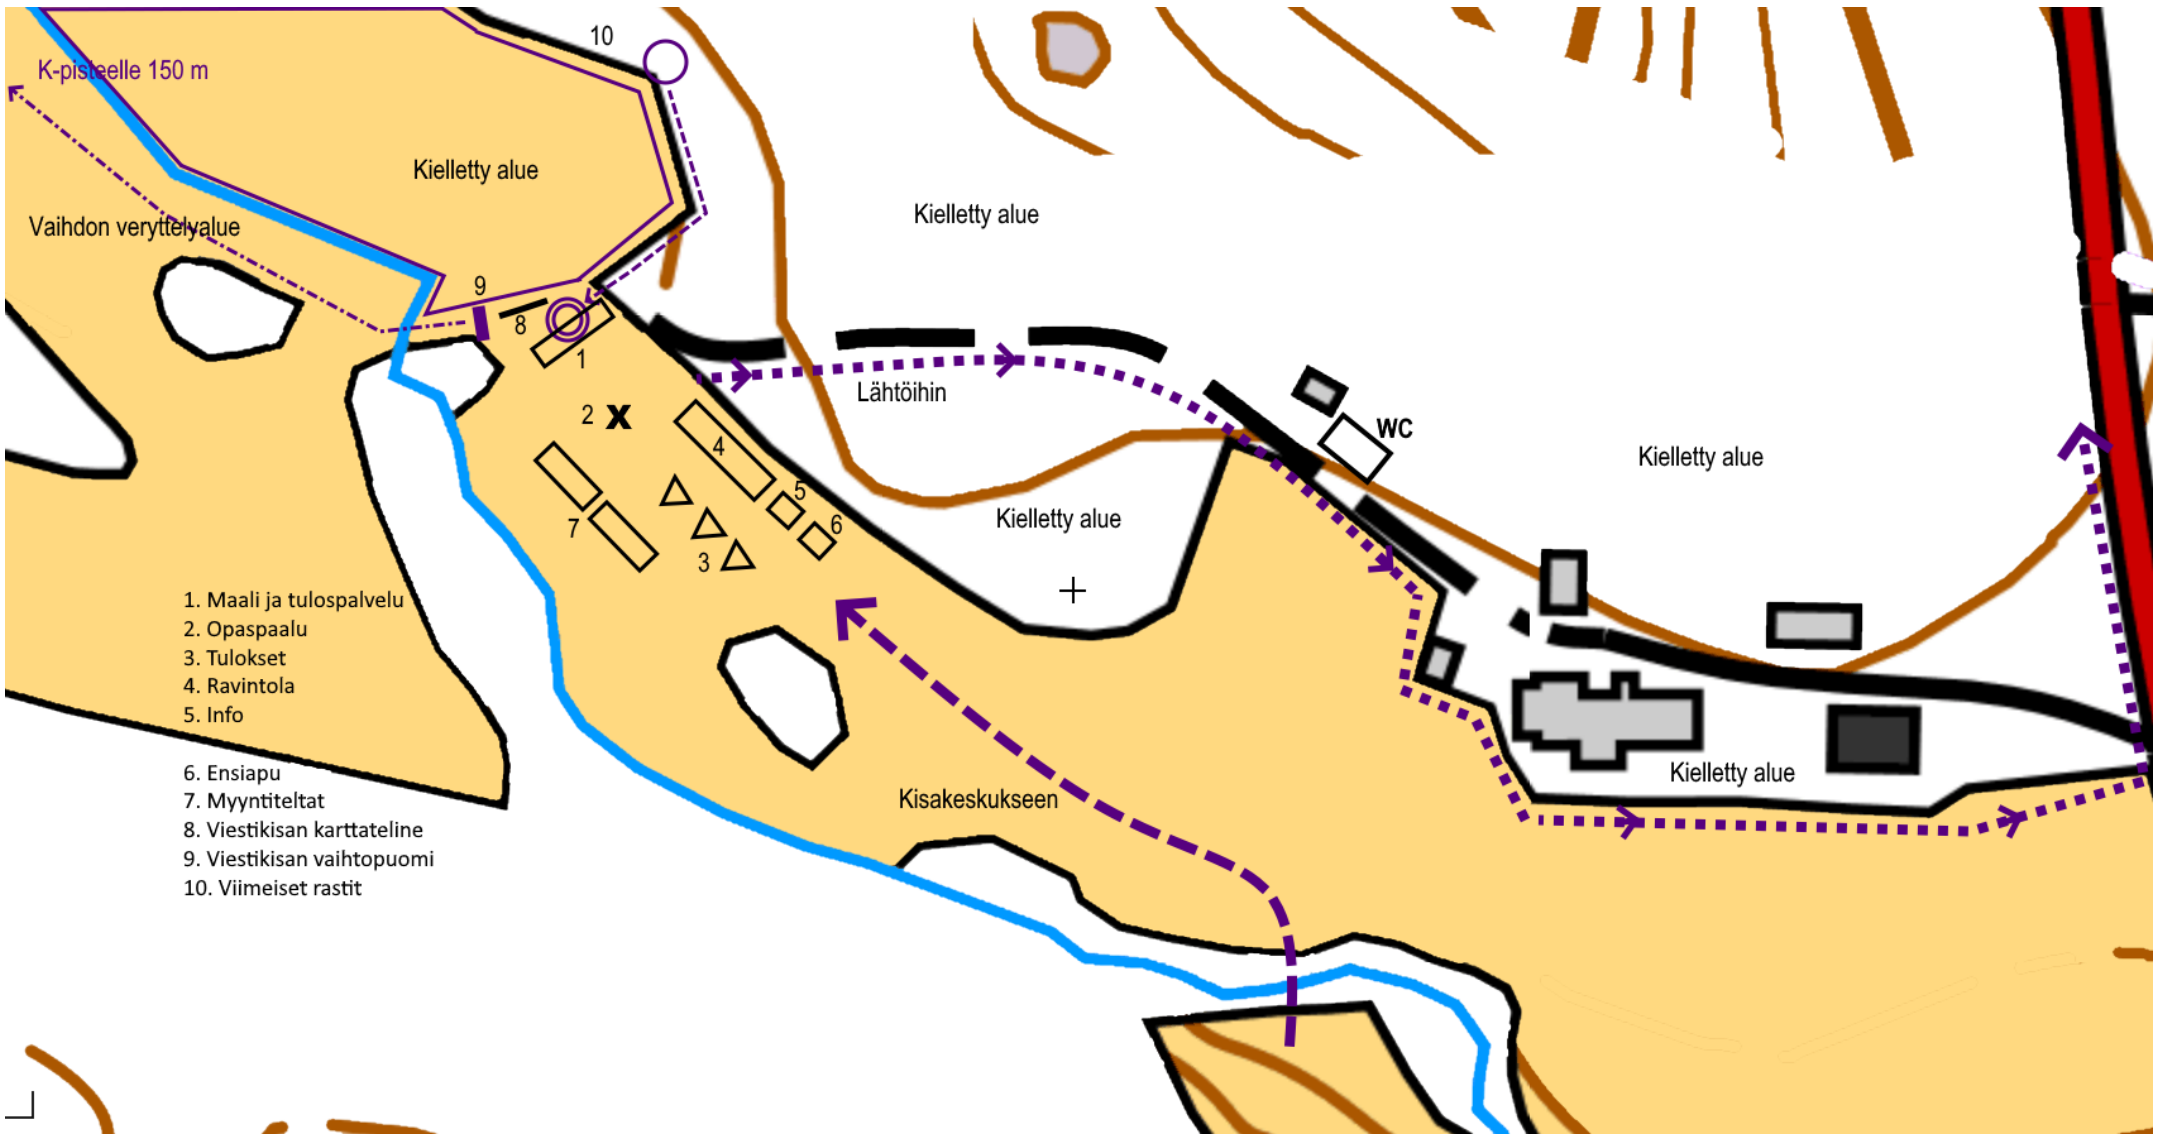 10
K-pisteelle 150 m
Kielletty alue
Kielletty alue
Vaihdon veryttelyalue
9
8
1
Lähtöihin
2 X
WC
4
Kielletty alue
5
6
Kielletty alue
7
3
1. Maali ja tulospalvelu
2. Opaspaalu
3. Tulokset
4. Ravintola
5. Info
6. Ensiapu
7. Myyntiteltat
8. Viestikisan karttateline
9. Viestikisan vaihtopuomi
10. Viimeiset rastit
Kielletty alue
Kisakeskukseen